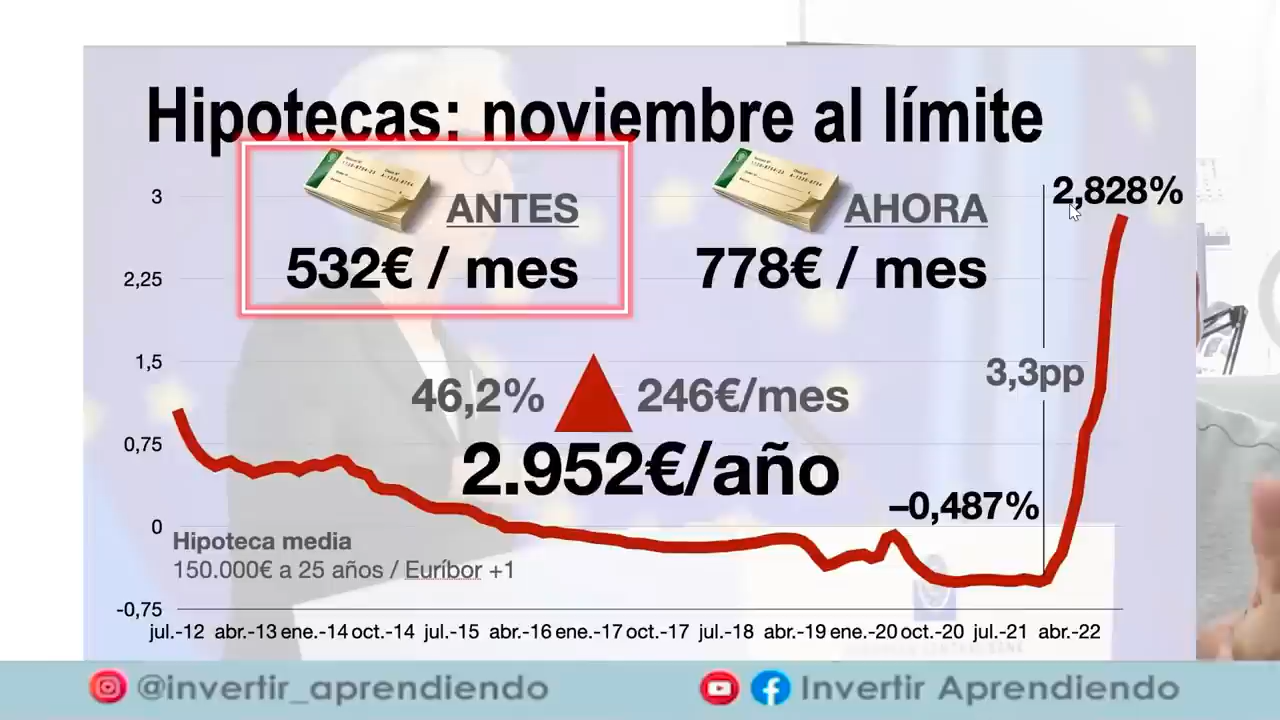 Hipotecas: noviembre al límite
ANTES
532€ / mes
AHORA
778€ / mes
2,828%
3
2,25
1,5
0,75
0
-0,75
3,3pp
46,2%
246€/mes
2.952€/año
–0,487%
Hipoteca media
150.000€ a 25 años / Euríbor +1
jul.-12 abr.-13 ene.-14 oct.-14 jul.-15 abr.-16 ene.-17 oct.-17 jul.-18 abr.-19 ene.-20 oct.-20 jul.-21 abr.-22
@invertir_aprendiendo
Invertir Aprendiendo